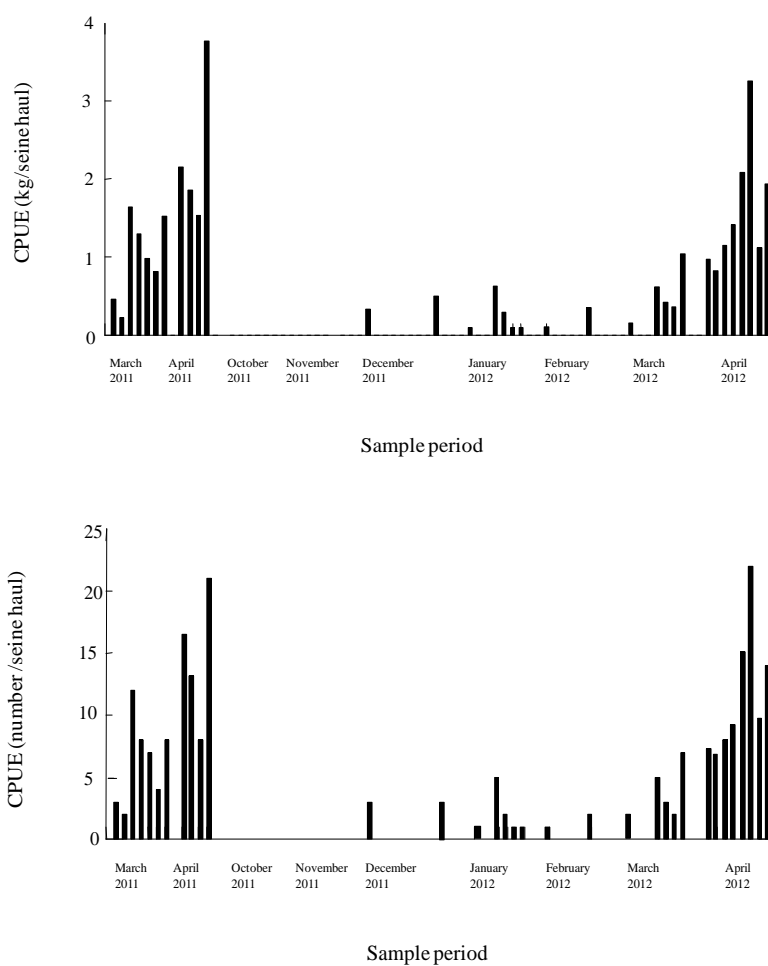 4
3
2
1
0
CPUE (kg/seine haul)
March April October November December January February March April
2011 2011 2011 2011 2011 2012 2012 2012 2012
Sample period
25
20
15
10
5
0
CPUE (number /seine haul)
March April October November December January February March April
2011 2011 2011 2011 2011 2012 2012 2012 2012
Sample period